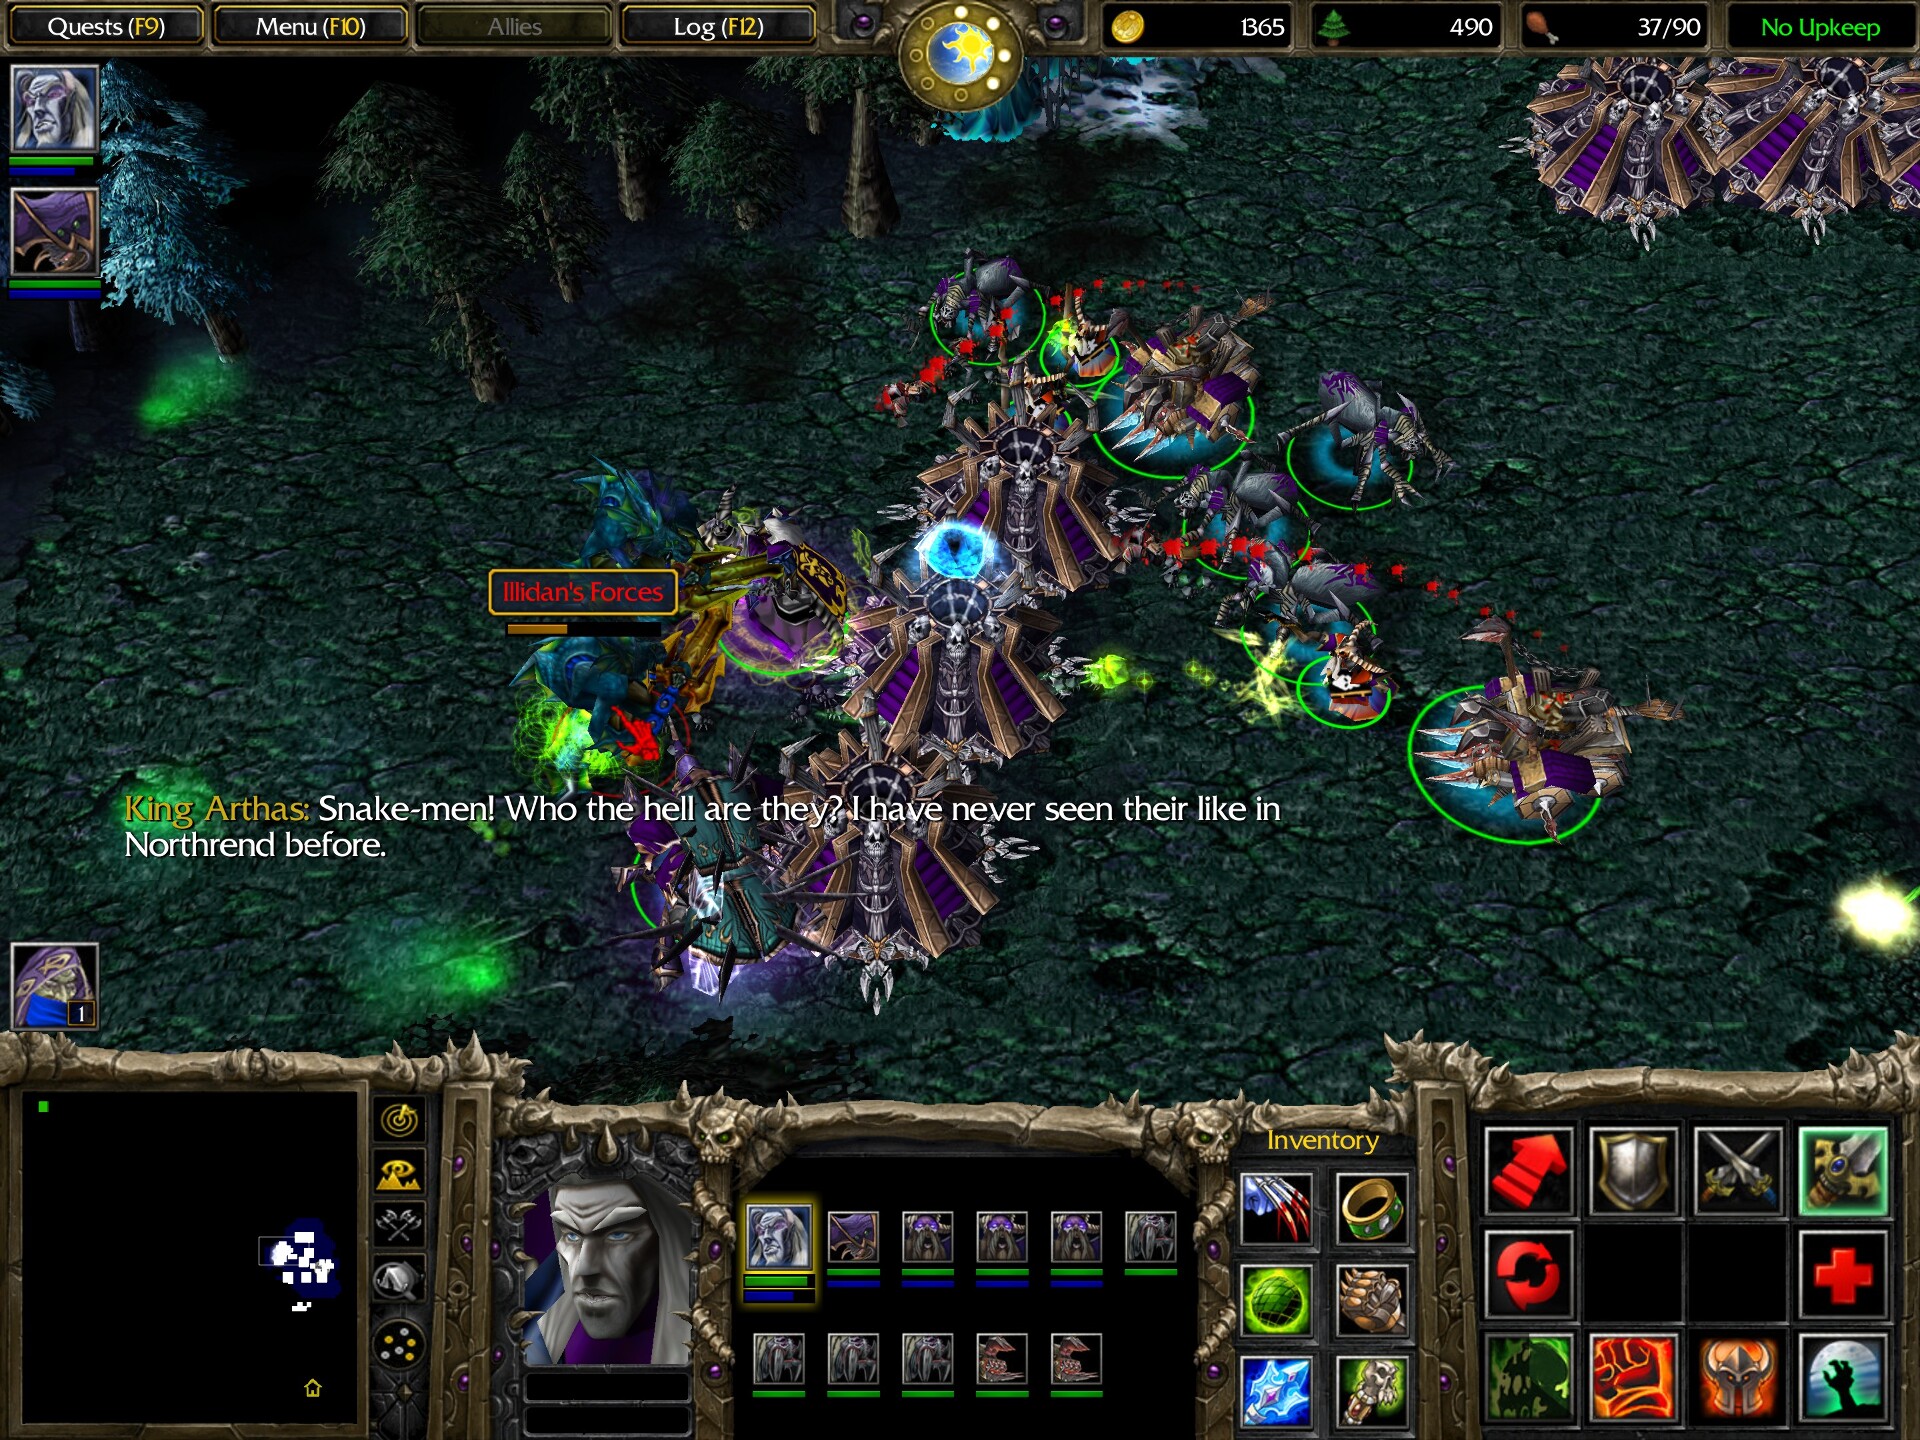 Quests (F9) Menu (F10) Allies Log (F12) 1365 490 37/90 No Upkeep
Illidan's Forces
King Arthas: Snake-men! Who the hell are they? I have never seen their like in
Northrend before.
1
Inventory